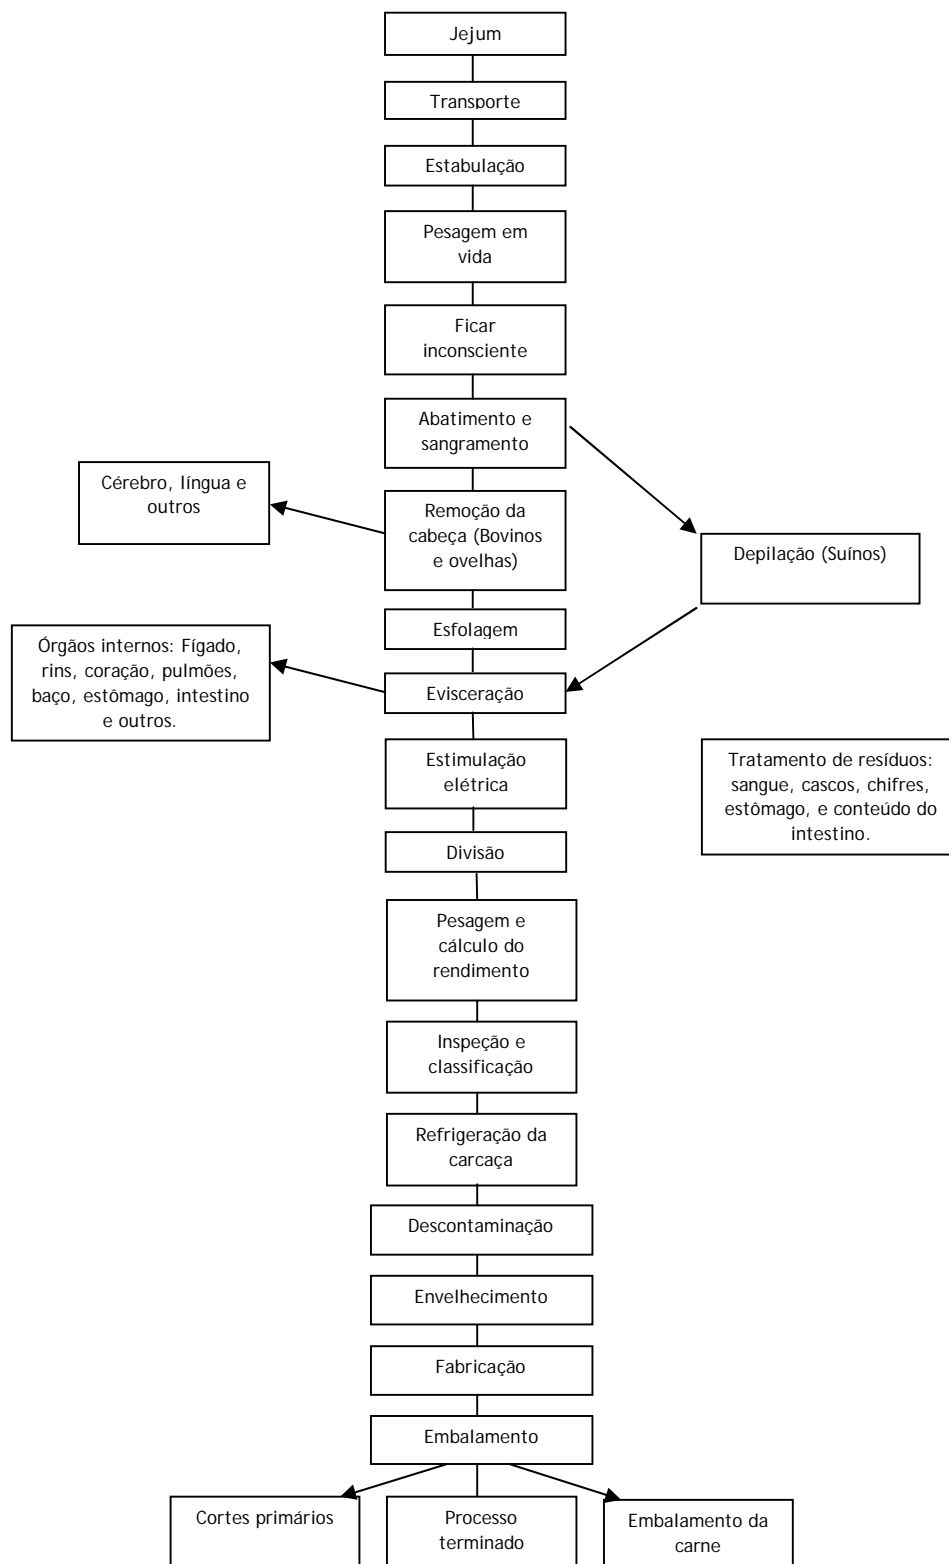 Jejum
Transporte
Estabulação
Pesagem em
vida
Ficar
inconsciente
Abatimento e
sangramento
Cérebro, língua e
outros
Remoção da
cabeça (Bovinos
e ovelhas)
Depilação (Suínos)
Esfolagem
Órgãos internos: Fígado,
rins, coração, pulmões,
baço, estômago, intestino
e outros.
Evisceração
Estimulação
elétrica
Tratamento de resíduos:
sangue, cascos, chifres,
estômago, e conteúdo do
intestino.
Divisão
Pesagem e
cálculo do
rendimento
Inspeção e
classificação
Refrigeração da
carcaça
Descontaminação
Envelhecimento
Fabricação
Embalamento
Cortes primários
Processo
terminado
Embalamento da
carne